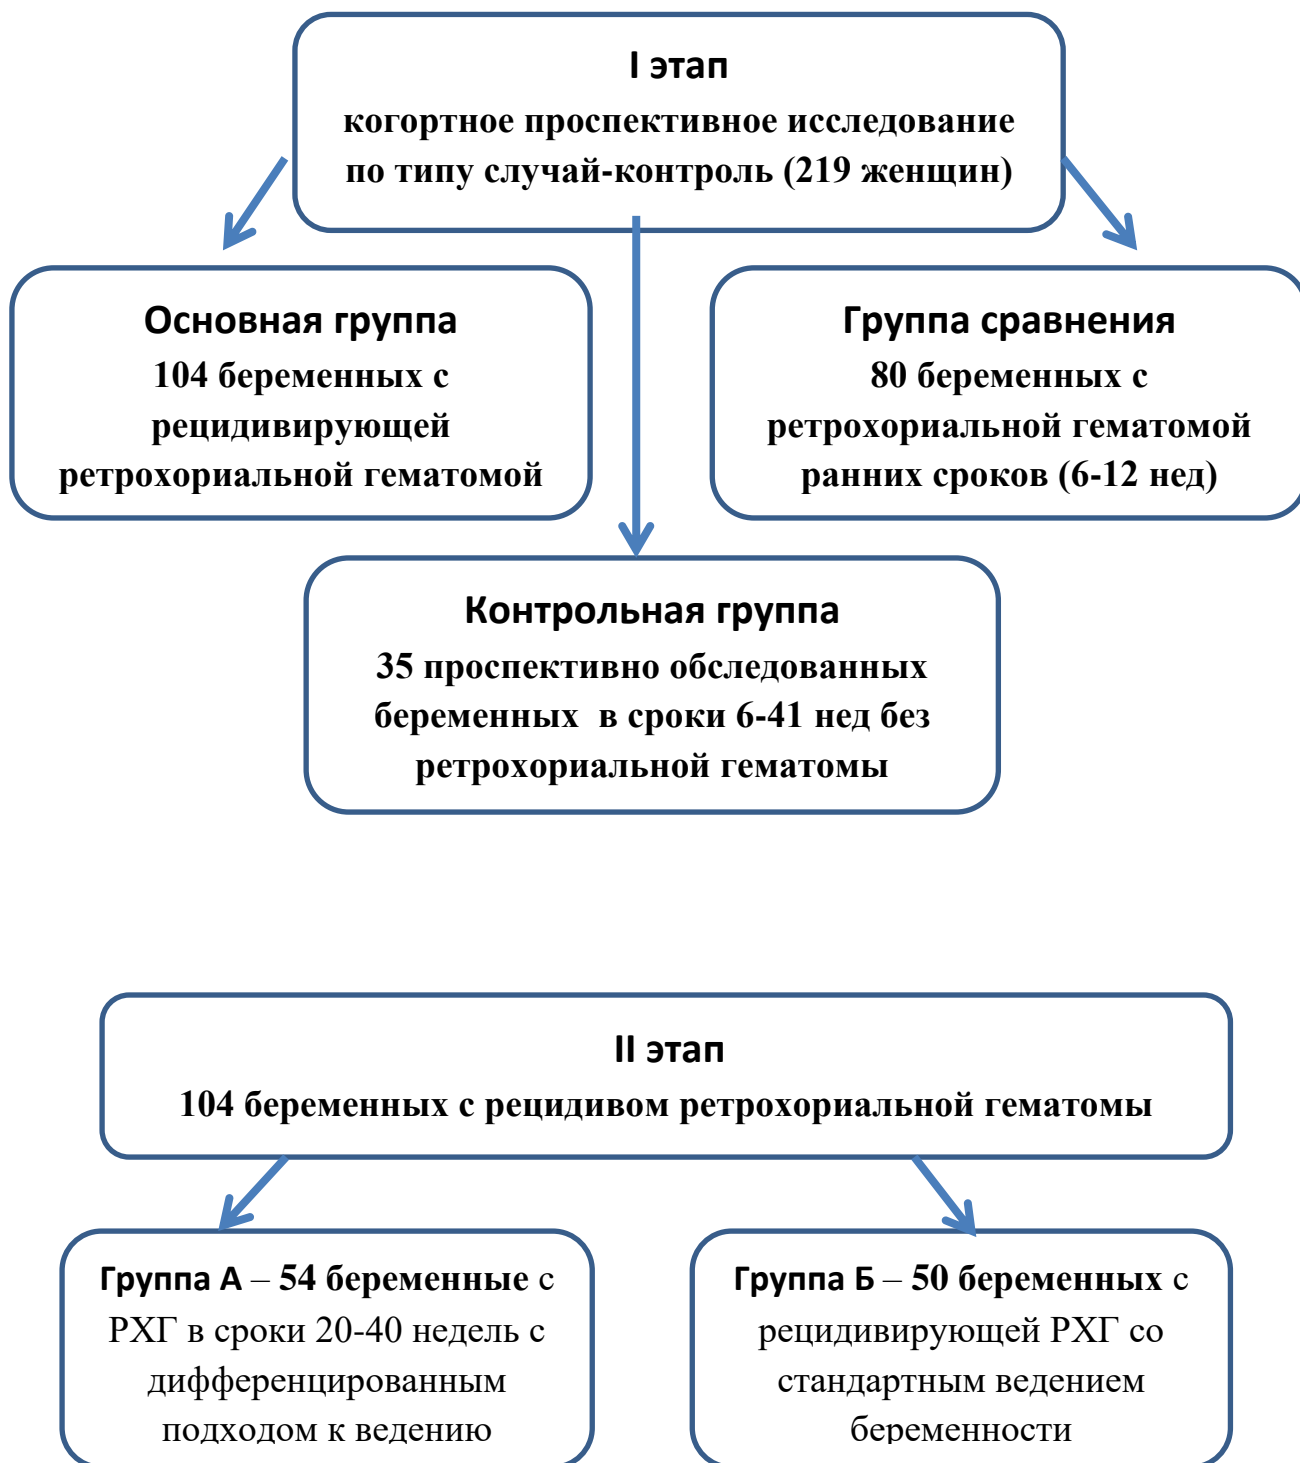 I этап
когортное проспективное исследование
по типу случай-контроль (219 женщин)
Основная группа
104 беременных с
рецидивирующей
ретрохориальной гематомой
Группа сравнения
80 беременных с
ретрохориальной гематомой
ранних сроков (6-12 нед)
Контрольная группа
35 проспективно обследованных
беременных в сроки 6-41 нед без
ретрохориальной гематомы
II этап
104 беременных с рецидивом ретрохориальной гематомы
Группа А – 54 беременные с
РХГ в сроки 20-40 недель с
дифференцированным
подходом к ведению
Группа Б – 50 беременных с
рецидивирующей РХГ со
стандартным ведением
беременности